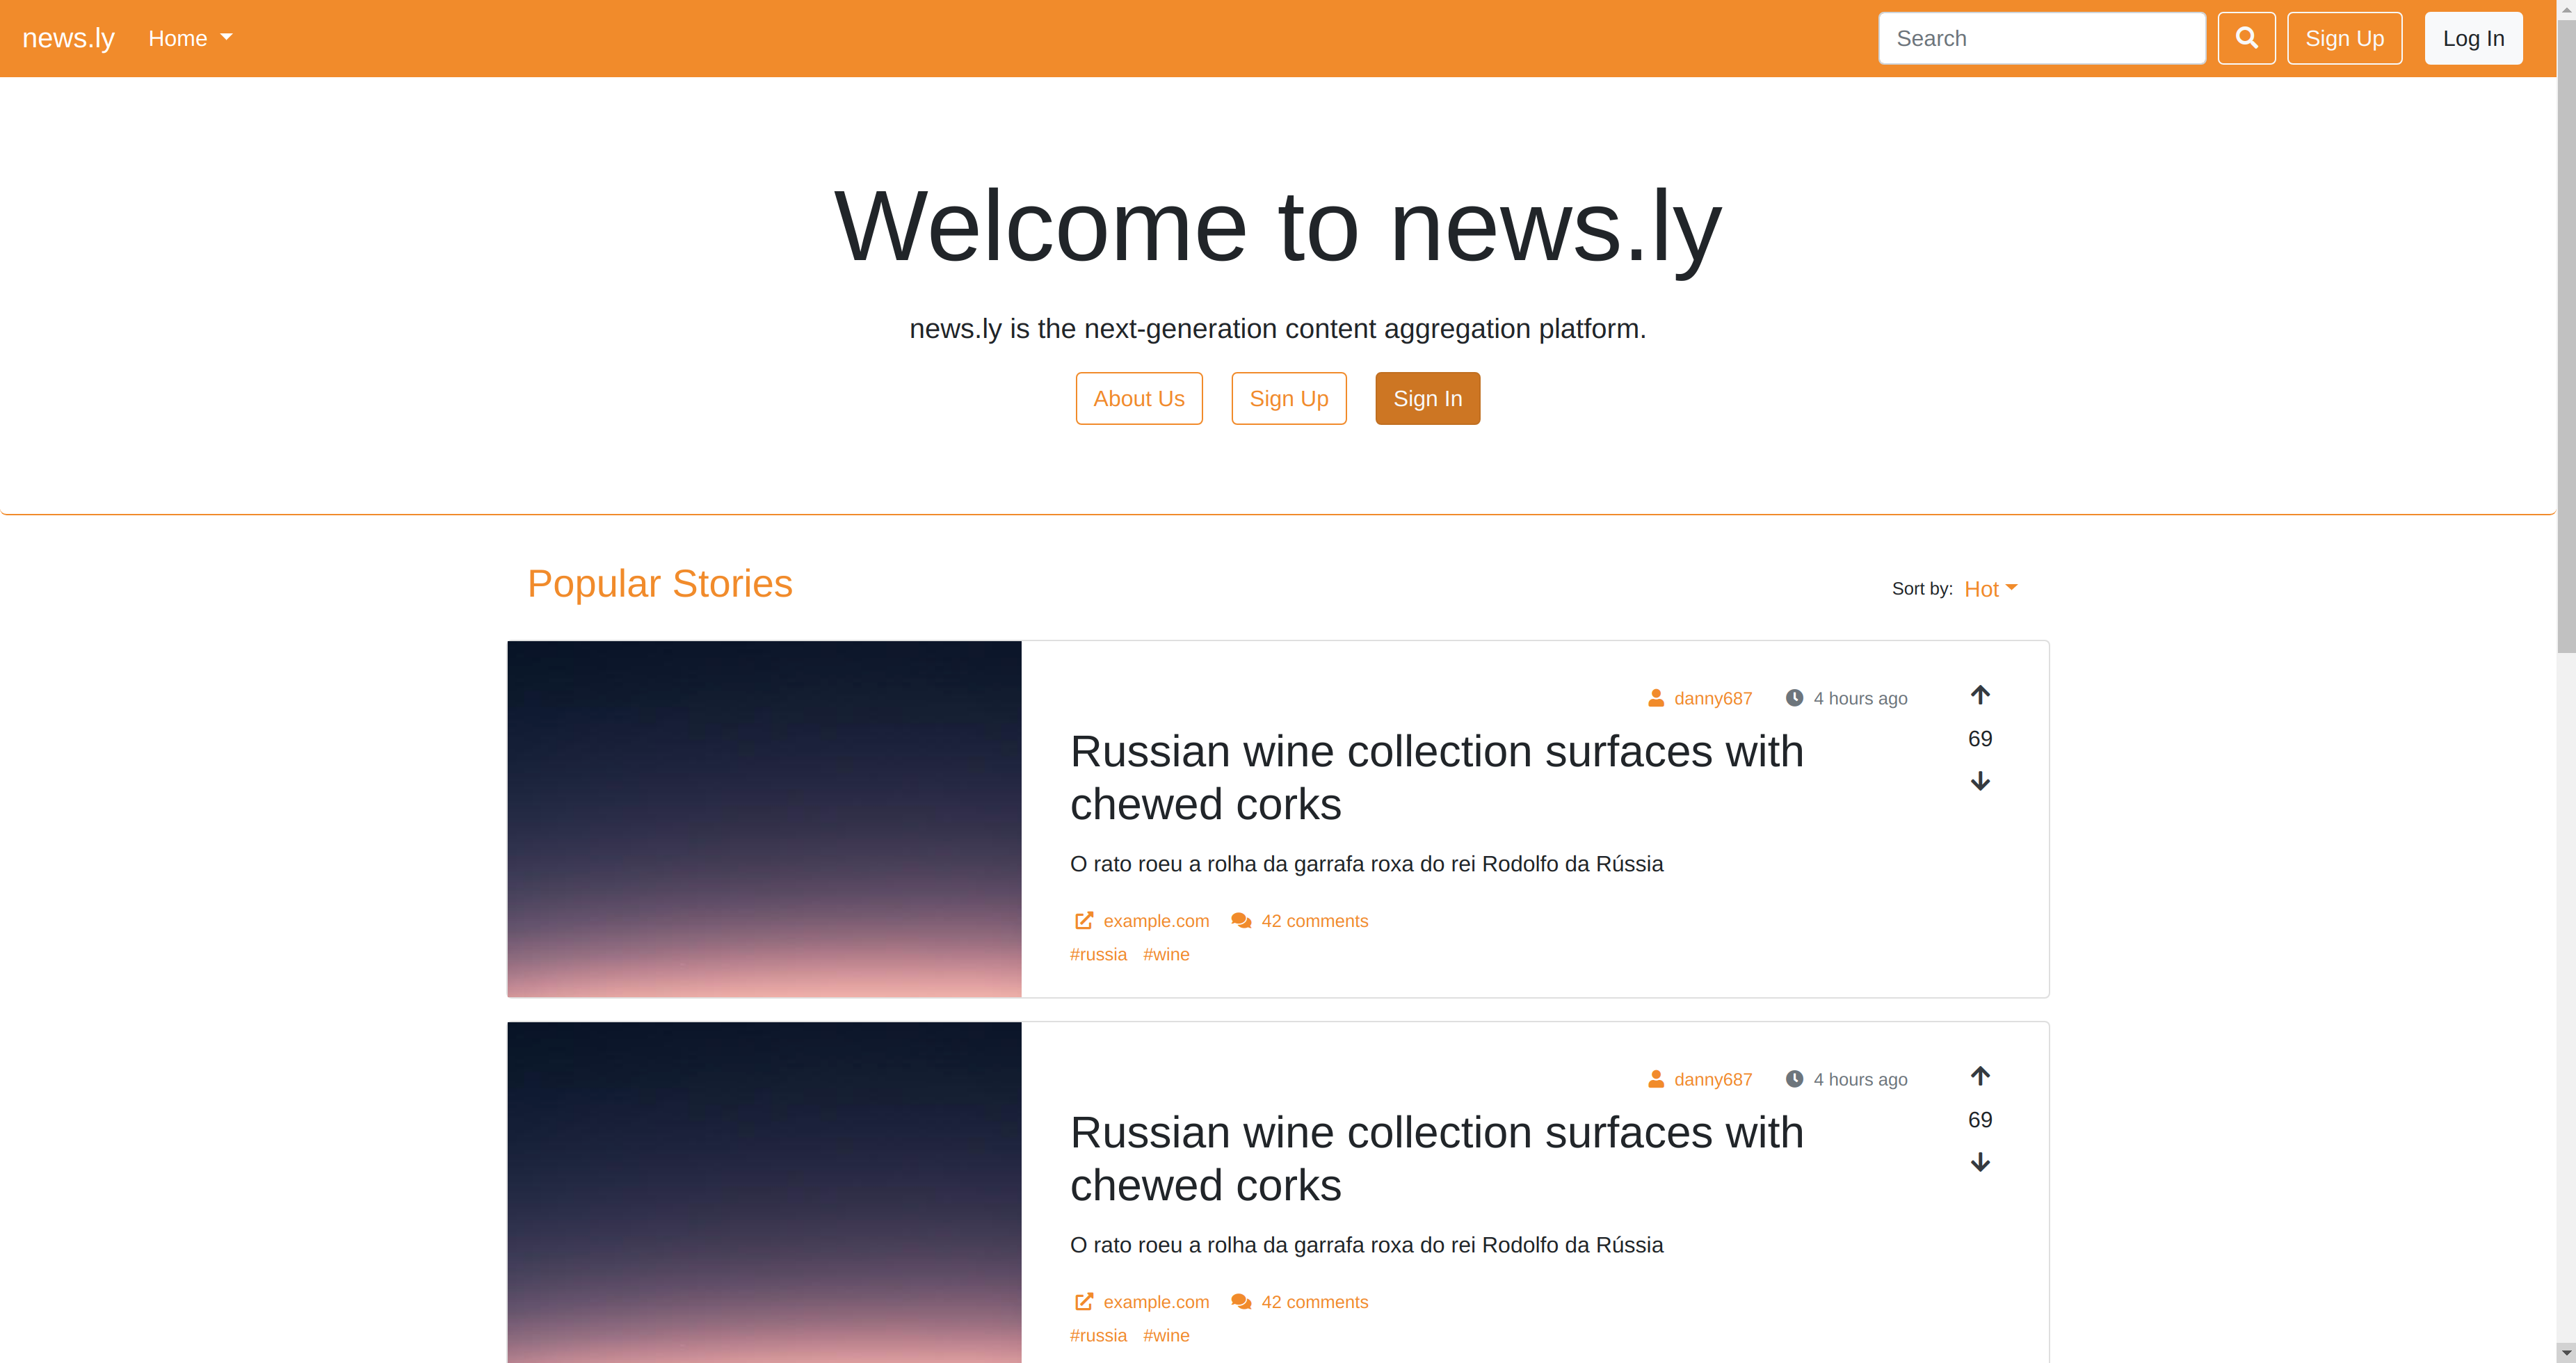 news.ly Home Search Sign Up Log In
Welcome to news.ly
news.ly is the next-generation content aggregation platform.
About Us Sign Up Sign In
Popular Stories Sort by: Hot
danny687 4 hours ago
69
Russian wine collection surfaces with
chewed corks
O rato roeu a rolha da garrafa roxa do rei Rodolfo da Rússia
example.com 42 comments
#russia #wine
danny687 4 hours ago
69
Russian wine collection surfaces with
chewed corks
O rato roeu a rolha da garrafa roxa do rei Rodolfo da Rússia
example.com 42 comments
#russia #wine